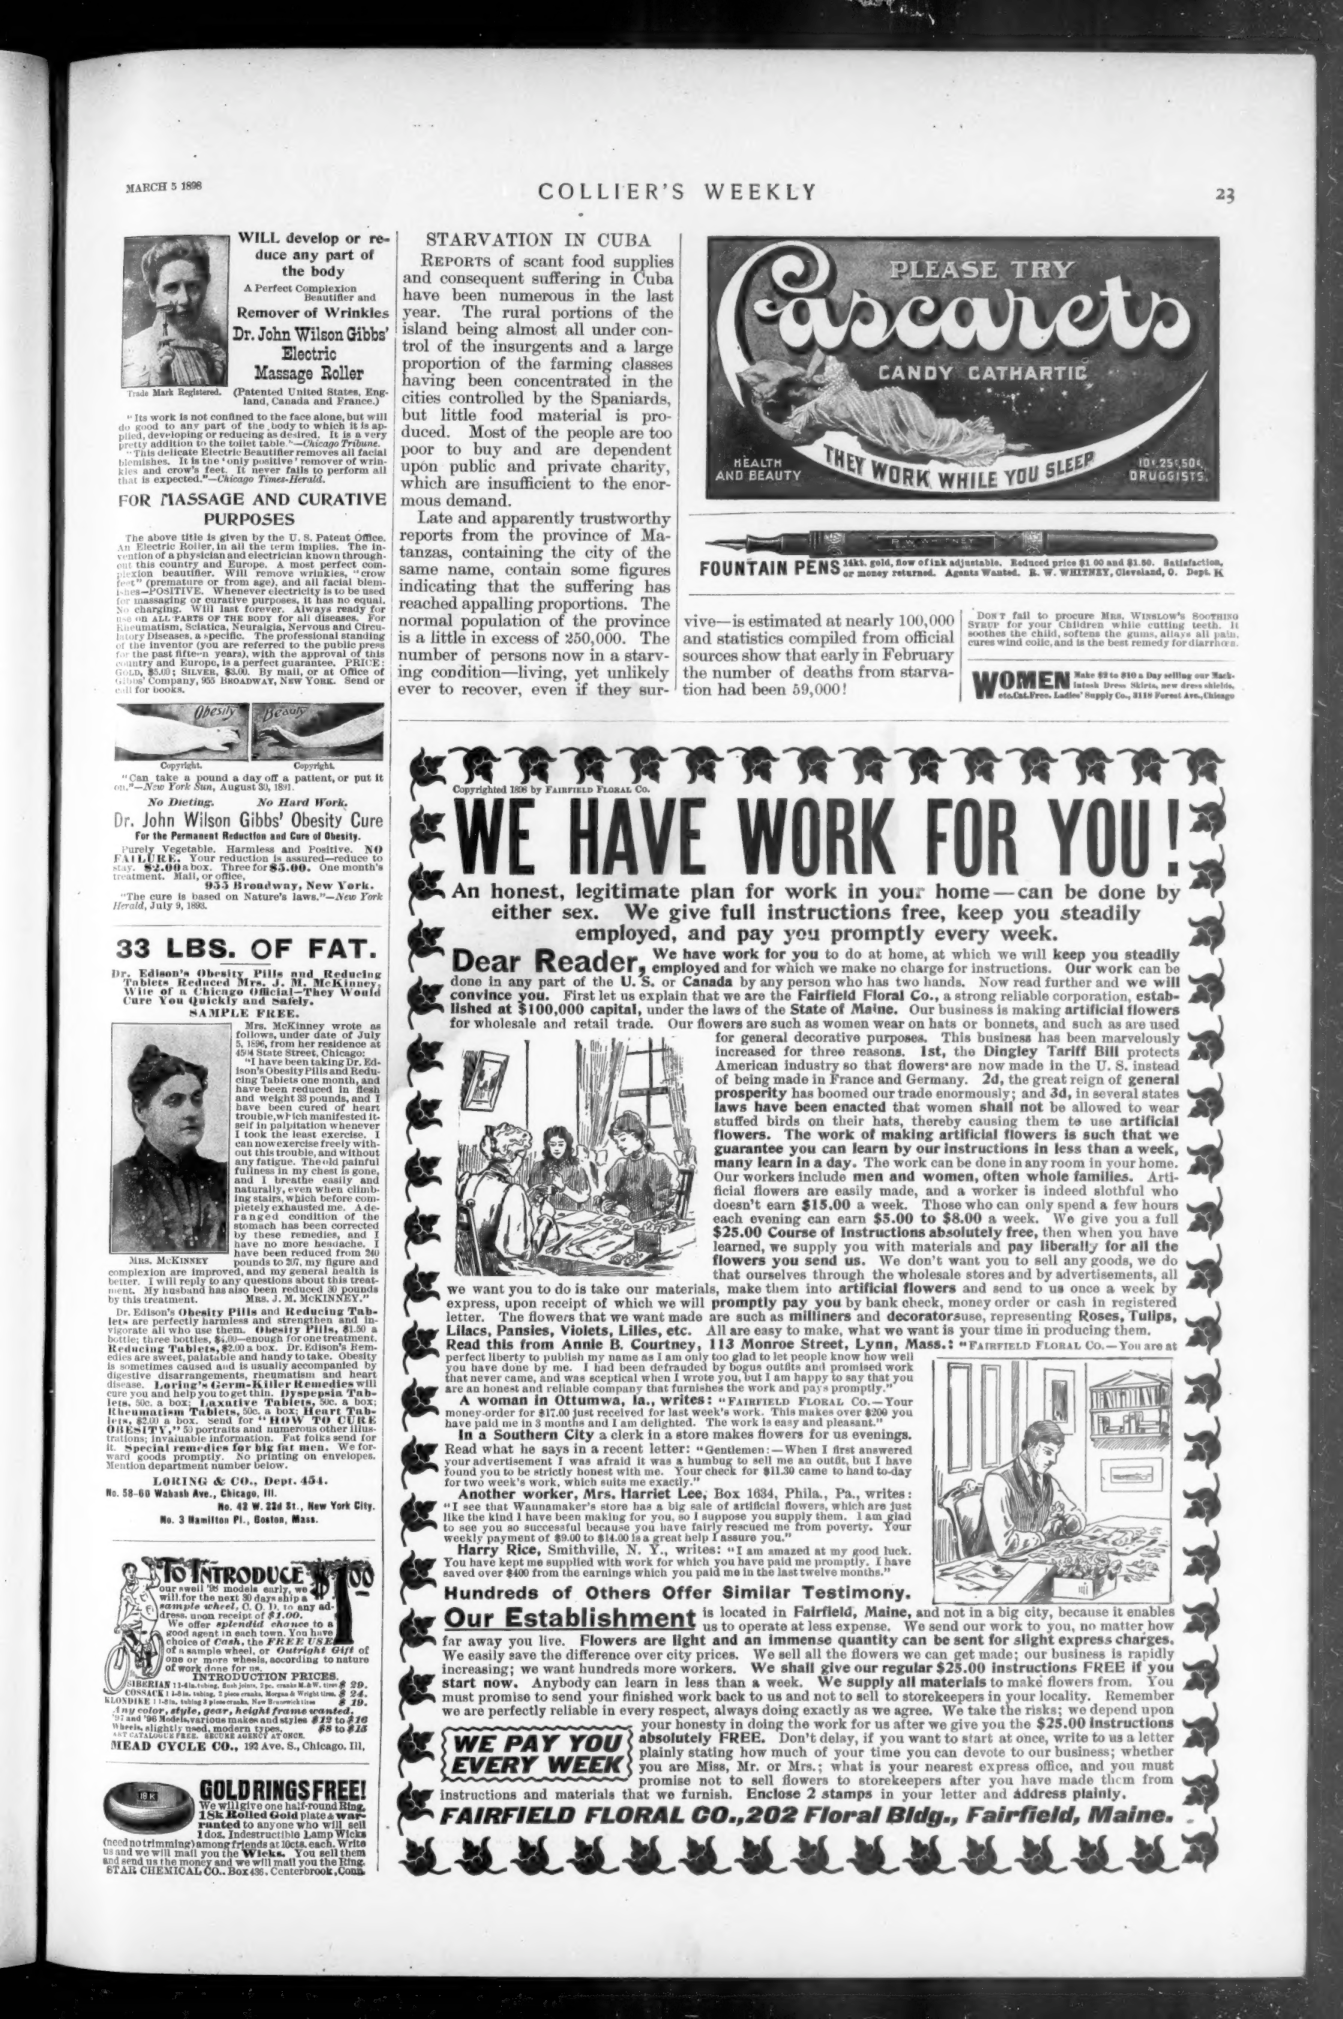 MARCH 5 1898
COLLIER'S WEEKLY
23
WILL develop or re-
duce any part of
the body
A Perfect Complexion
Beautifier and
Remover of Wrinkles
Dr. John Wilson Gibbs'
Electric
Massage Roller
Trade Mark Registered.
(Patented United States, Eng-
land, Canada and France.)
"Its work is not confined to the face alone, but will
do good to any part of the body to which it is ap-
plied, developing or reducing as desired. It is a very
pretty addition to the toilet table."—Chicago Tribune.
"This delicate Electric Beautifier removes all facial
blemishes. It is the 'only positive' remover of wrin-
kles and crow's feet. It never fails to perform all
that is expected."—Chicago Times-Herald.
FOR MASSAGE AND CURATIVE
PURPOSES
The above title is given by the U. S. Patent Office.
An Electric Roller in all the term implies. The in-
vention of a physician and electrician known through-
out this country and Europe. A most perfect com-
plexion beautifier. Will remove wrinkles, "crow
feet" (premature or from age), and all facial blem-
ishes—POSITIVE. Whenever electricity is to be used
for massaging or curative purposes, it has no equal.
No charging. Will last forever. Always ready for
use on ALL PARTS OF THE BODY for all diseases. For
Rheumatism, Sciatica, Neuralgia, Nervous and Circu-
latory Diseases, a specific. The professional standing
of the inventor (you are referred to the public press
for the past fifteen years), with the approval of this
country and Europe, is a perfect guarantee. PRICE:
GOLD, $5.00; SILVER, $3.00. By mail, or at Office of
Gibbs' Company, 955 BROADWAY, NEW YORK. Send or
call for books.
Obesity
Beauty
Copyright.
Copyright.
"Can take a pound a day off a patient, or put it
on."—New York Sun, August 30, 1891.
No Dieting. No Hard Work.
Dr. John Wilson Gibbs' Obesity Cure
For the Permanent Reduction and Cure of Obesity.
Purely Vegetable. Harmless and Positive. NO
FAILURE. Your reduction is assured—reduce to
stay. $2.00 a box. Three for $5.00. One month's
treatment. Mail, or office,
955 Broadway, New York.
"The cure is based on Nature's laws."—New York
Herald, July 9, 1893.
33 LBS. OF FAT.
Dr. Edison's Obesity Pills and Reducing
Tablets Reduced Mrs. J. M. McKinney,
Wife of a Chicago Official—They Would
Cure You Quickly and Safely.
SAMPLE FREE.
Mrs. McKinney wrote as
follows, under date of July
5, 1896, from her residence at
4504 State Street, Chicago:
"I have been taking Dr. Ed-
ison's Obesity Pills and Redu-
cing Tablets one month, and
have been reduced in flesh
and weight 33 pounds, and I
have been cured of heart
trouble, which manifested it-
self in palpitation whenever
I took the least exercise. I
can now exercise freely with-
out this trouble, and without
any fatigue. The old painful
fullness in my chest is gone,
and I breathe easily and
naturally, even when climb-
ing stairs, which before com-
pletely exhausted me. A de-
ranged condition of the
stomach has been corrected
by these remedies, and I
have no more headache. I
have been reduced from 240
MRS. MCKINNEY
pounds to 207, my figure and
complexion are improved, and my general health is
better. I will reply to any questions about this treat-
ment. My husband has also been reduced 30 pounds
by this treatment. MRS. J. M. MCKINNEY."
Dr. Edison's Obesity Pills and Reducing Tab-
lets are perfectly harmless and strengthen and in-
vigorate all who use them. Obesity Pills, $1.50 a
bottle; three bottles, $4.00—enough for one treatment.
Reducing Tablets, $2.00 a box. Dr. Edison's Rem-
edies are sweet, palatable and handy to take. Obesity
is sometimes caused and is usually accompanied by
digestive disarrangements, rheumatism and heart
disease. Loring's Germ-Killer Remedies will
cure you and help you to get thin. Dyspepsia Tab-
lets, 50c. a box; Laxative Tablets, 50c. a box;
Rheumatism Tablets, 50c. a box; Heart Tab-
lets, $2.00 a box. Send for "HOW TO CURE
OBESITY," 50 portraits and numerous other illus-
trations; invaluable information. Fat folks send for
it. Special remedies for big fat men. We for-
ward goods promptly. No printing on envelopes.
Mention department number below.
LORING & CO., Dept. 454.
No. 58-60 Wabash Ave., Chicago, Ill.
No. 42 W. 22d St., New York City.
No. 3 Hamilton Pl., Boston, Mass.
TO INTRODUCE $1.00
our swell '98 models early, we
will for the next 30 days ship a
sample wheel, C. O. D. to any ad-
dress upon receipt of $1.00.
We offer splendid chance to a
good agent in each town. You have
choice of Cash, the FREE USE
of a sample wheel, or Outright Gift of
one or more wheels, according to nature
of work done for us.
INTRODUCTION PRICES.
SIBERIAN $29.
COSSACK $24.
KLONDIKE $19.
Any color, style, gear, height frame wanted,
'97 and '96 Models, various makes and styles $12 to $16
Wheels, slightly used, modern types, $8 to $15
ART CATALOGUE FREE. SECURE AGENCY AT ONCE.
MEAD CYCLE CO., 192 Ave. S., Chicago, Ill.
18 K
GOLD RINGS FREE!
We will give one half-round Ring,
18k Rolled Gold plate & war-
ranted to anyone who will sell
1 doz. Indestructible Lamp Wicks
(need no trimming) among friends at 10cts. each. Write
us and we will mail you the Wicks. You sell them
and send us the money and we will mail you the Ring.
STAR CHEMICAL CO., Box 436, Centerbrook, Conn.
STARVATION IN CUBA
REPORTS of scant food supplies
and consequent suffering in Cuba
have been numerous in the last
year. The rural portions of the
island being almost all under con-
trol of the insurgents and a large
proportion of the farming classes
having been concentrated in the
cities controlled by the Spaniards,
but little food material is pro-
duced. Most of the people are too
poor to buy and are dependent
upon public and private charity,
which are insufficient to the enor-
mous demand.
Late and apparently trustworthy
reports from the province of Ma-
tanzas, containing the city of the
same name, contain some figures
indicating that the suffering has
reached appalling proportions. The
normal population of the province
is a little in excess of 250,000. The
number of persons now in a starv-
ing condition—living, yet unlikely
ever to recover, even if they sur-
vive—is estimated at nearly 100,000
and statistics compiled from official
sources show that early in February
the number of deaths from starva-
tion had been 59,000!
PLEASE TRY
Cascarets
CANDY CATHARTIC
HEALTH
AND BEAUTY
THEY WORK WHILE YOU SLEEP
10¢, 25¢, 50¢,
DRUGGISTS.
R. W. WHITNEY
FOUNTAIN PENS 14kt. gold, flow of ink adjustable. Reduced price $1.00 and $1.50. Satisfaction,
or money returned. Agents Wanted. R. W. WHITNEY, Cleveland, O. Dept. K
DON'T fail to procure MRS. WINSLOW'S SOOTHING
SYRUP for your Children while cutting teeth. It
soothes the child, softens the gums, allays all pain,
cures wind colic, and is the best remedy for diarrhœa.
WOMEN Make $2 to $10 a Day selling our Mack-
intosh Dress Skirts, new dress shields,
etc. Cat. Free. Ladies' Supply Co., 3118 Forest Ave., Chicago
Copyrighted 1898 by FAIRFIELD FLORAL CO.
WE HAVE WORK FOR YOU!
An honest, legitimate plan for work in your home—can be done by
either sex. We give full instructions free, keep you steadily
employed, and pay you promptly every week.
Dear Reader, We have work for you to do at home, at which we will keep you steadily
employed and for which we make no charge for instructions. Our work can be
done in any part of the U. S. or Canada by any person who has two hands. Now read further and we will
convince you. First let us explain that we are the Fairfield Floral Co., a strong reliable corporation, estab-
lished at $100,000 capital, under the laws of the State of Maine. Our business is making artificial flowers
for wholesale and retail trade. Our flowers are such as women wear on hats or bonnets, and such as are used
for general decorative purposes. This business has been marvelously
increased for three reasons. 1st, the Dingley Tariff Bill protects
American industry so that flowers are now made in the U. S. instead
of being made in France and Germany. 2d, the great reign of general
prosperity has boomed our trade enormously; and 3d, in several states
laws have been enacted that women shall not be allowed to wear
stuffed birds on their hats, thereby causing them to use artificial
flowers. The work of making artificial flowers is such that we
guarantee you can learn by our instructions in less than a week,
many learn in a day. The work can be done in any room in your home.
Our workers include men and women, often whole families. Arti-
ficial flowers are easily made, and a worker is indeed slothful who
doesn't earn $15.00 a week. Those who can only spend a few hours
each evening can earn $5.00 to $8.00 a week. We give you a full
$25.00 Course of Instructions absolutely free, then when you have
learned, we supply you with materials and pay liberally for all the
flowers you send us. We don't want you to sell any goods, we do
that ourselves through the wholesale stores and by advertisements, all
we want you to do is take our materials, make them into artificial flowers and send to us once a week by
express, upon receipt of which we will promptly pay you by bank check, money order or cash in registered
letter. The flowers that we want made are such as milliners and decorators use, representing Roses, Tulips,
Lilacs, Pansies, Violets, Lilies, etc. All are easy to make, what we want is your time in producing them.
Read this from Annie B. Courtney, 113 Monroe Street, Lynn, Mass.: "FAIRFIELD FLORAL CO.—You are at
perfect liberty to publish my name as I am only too glad to let people know how well
you have done by me. I had been defrauded by bogus outfits and promised work
that never came, and was sceptical when I wrote you, but I am happy to say that you
are an honest and reliable company that furnishes the work and pays promptly."
A woman in Ottumwa, Ia., writes: "FAIRFIELD FLORAL CO.—Your
money-order for $17.00 just received for last week's work. This makes over $200 you
have paid me in 3 months and I am delighted. The work is easy and pleasant."
In a Southern City a clerk in a store makes flowers for us evenings.
Read what he says in a recent letter: "Gentlemen:—When I first answered
your advertisement I was afraid it was a humbug to sell me an outfit, but I have
found you to be strictly honest with me. Your check for $11.30 came to hand to-day
for two week's work, which suits me exactly."
Another worker, Mrs. Harriet Lee, Box 1634, Phila., Pa., writes:
"I see that Wannamaker's store has a big sale of artificial flowers, which are just
like the kind I have been making for you, so I suppose you supply them. I am glad
to see you so successful because you have fairly rescued me from poverty. Your
weekly payment of $9.00 to $14.00 is a great help I assure you."
Harry Rice, Smithville, N. Y., writes: "I am amazed at my good luck.
You have kept me supplied with work for which you have paid me promptly. I have
saved over $400 from the earnings which you paid me in the last twelve months."
Hundreds of Others Offer Similar Testimony.
Our Establishment is located in Fairfield, Maine, and not in a big city, because it enables
us to operate at less expense. We send our work to you, no matter how
far away you live. Flowers are light and an immense quantity can be sent for slight express charges.
We easily save the difference over city prices. We sell all the flowers we can get made; our business is rapidly
increasing; we want hundreds more workers. We shall give our regular $25.00 instructions FREE if you
start now. Anybody can learn in less than a week. We supply all materials to make flowers from. You
must promise to send your finished work back to us and not to sell to storekeepers in your locality. Remember
we are perfectly reliable in every respect, always doing exactly as we agree. We take the risks; we depend upon
your honesty in doing the work for us after we give you the $25.00 instructions
absolutely FREE. Don't delay, if you want to start at once, write to us a letter
plainly stating how much of your time you can devote to our business; whether
you are Miss, Mr. or Mrs.; what is your nearest express office, and you must
promise not to sell flowers to storekeepers after you have made them from
WE PAY YOU
EVERY WEEK
instructions and materials that we furnish. Enclose 2 stamps in your letter and address plainly.
FAIRFIELD FLORAL CO., 202 Floral Bldg., Fairfield, Maine.